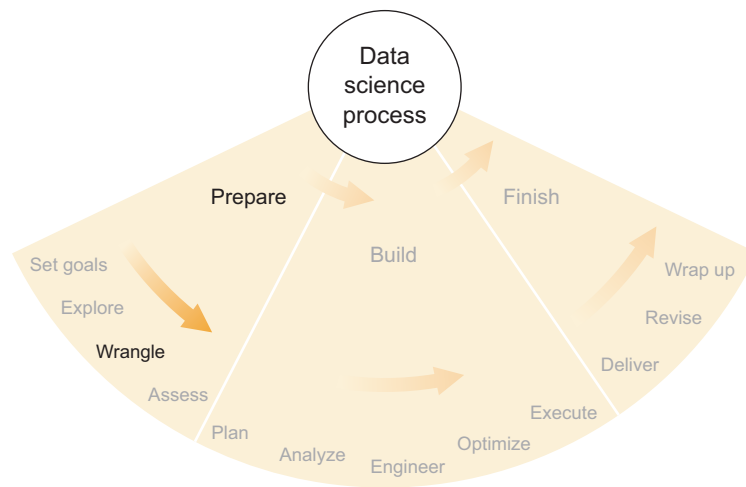 Data
science
process
Prepare
Finish
Build
Set goals
Explore
Wrangle
Assess
Plan
Analyze
Engineer
Optimize
Execute
Deliver
Revise
Wrap up